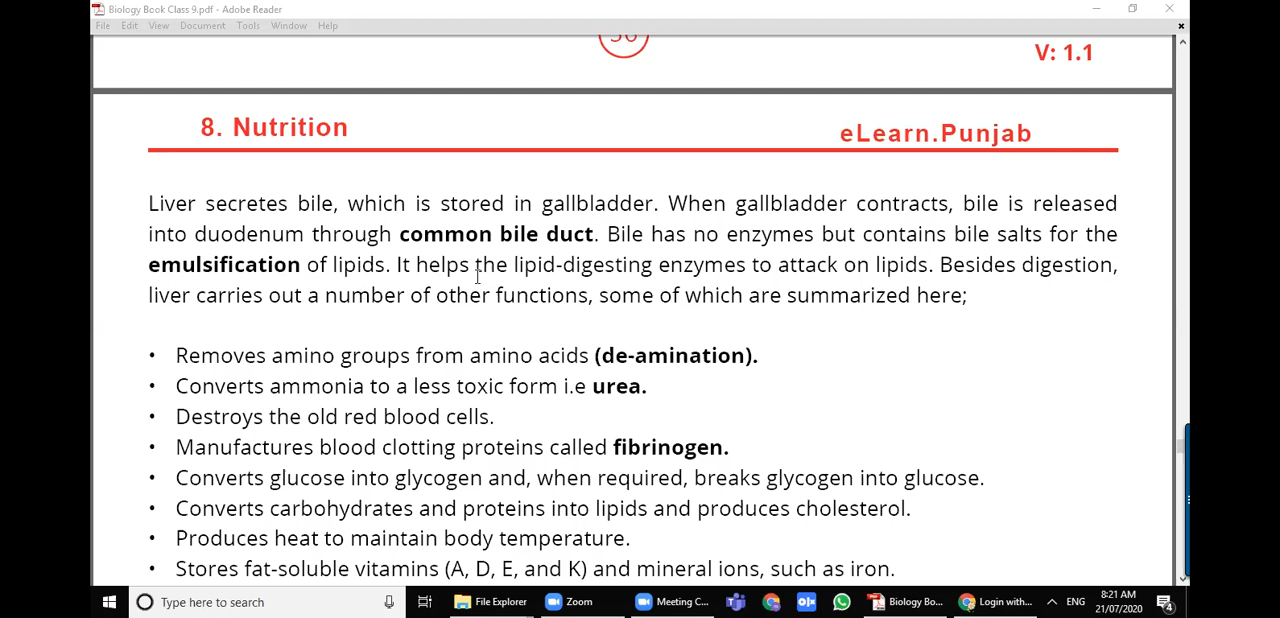 Biology Book Class 9.pdf - Adobe Reader
File Edit View Document Tools Window Help
V: 1.1
8. Nutrition
eLearn.Punjab
Liver secretes bile, which is stored in gallbladder. When gallbladder contracts, bile is released
into duodenum through common bile duct. Bile has no enzymes but contains bile salts for the
emulsification of lipids. It helps the lipid-digesting enzymes to attack on lipids. Besides digestion,
liver carries out a number of other functions, some of which are summarized here;
• Removes amino groups from amino acids (de-amination).
• Converts ammonia to a less toxic form i.e urea.
• Destroys the old red blood cells.
• Manufactures blood clotting proteins called fibrinogen.
• Converts glucose into glycogen and, when required, breaks glycogen into glucose.
• Converts carbohydrates and proteins into lipids and produces cholesterol.
• Produces heat to maintain body temperature.
• Stores fat-soluble vitamins (A, D, E, and K) and mineral ions, such as iron.
Type here to search
File Explorer
Zoom
Meeting C...
Biology Bo...
Login with...
ENG
8:21 AM
21/07/2020
4